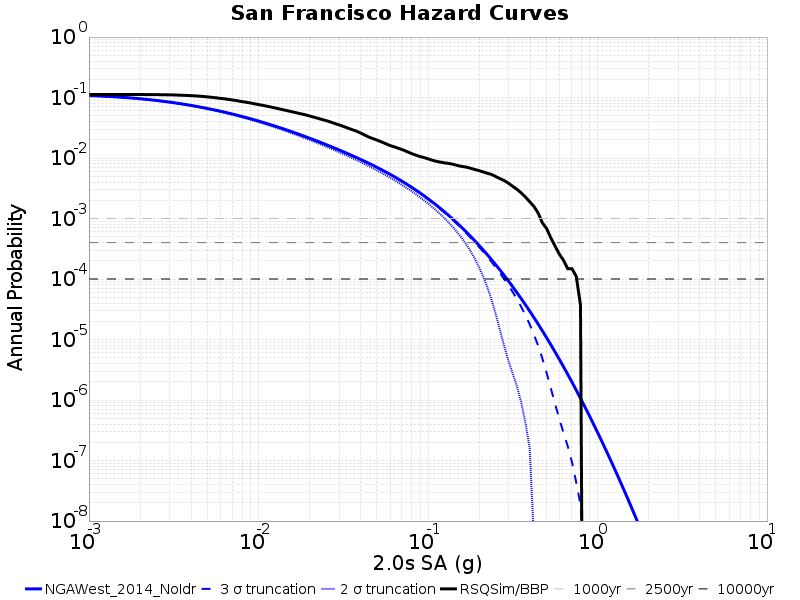 San Francisco Hazard Curves
10^0
10^-1
10^-2
10^-3
10^-4
10^-5
10^-6
10^-7
10^-8
Annual Probability
10^-3 10^-2 10^-1 10^0 10^1
2.0s SA (g)
NGAWest_2014_NoIdr 3 σ truncation 2 σ truncation RSQSim/BBP 1000yr 2500yr 10000yr